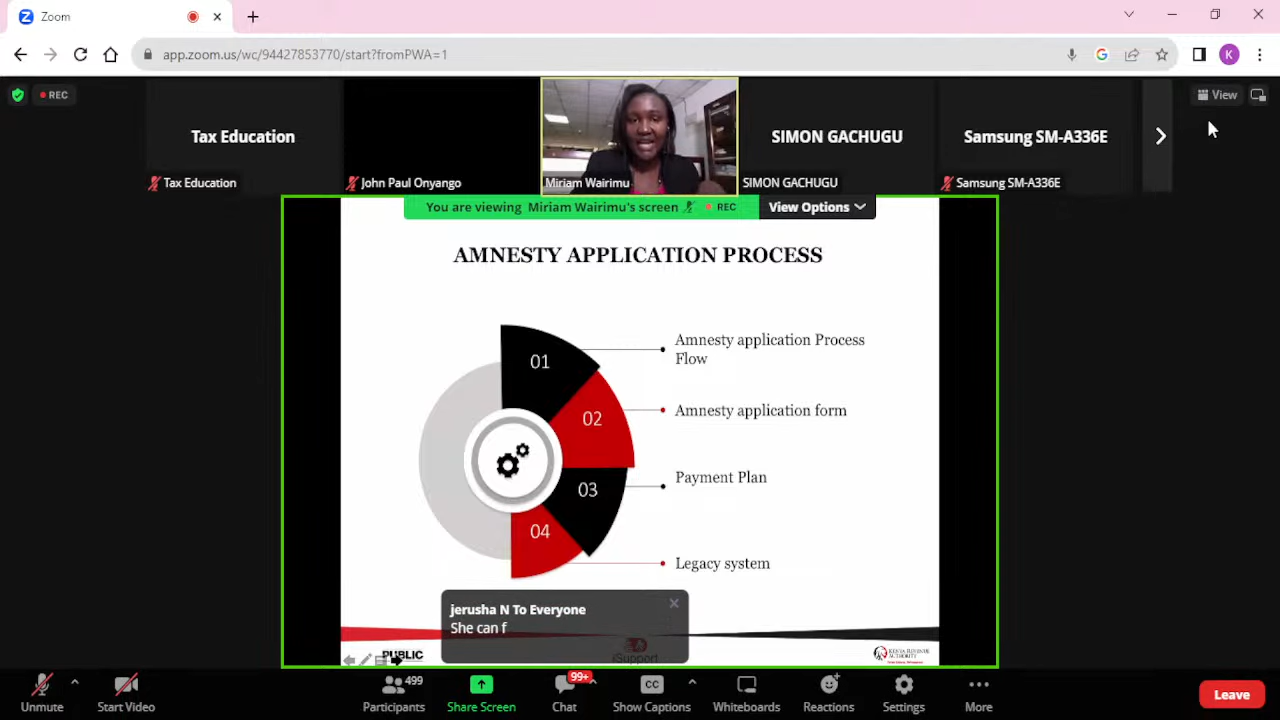 Zoom
app.zoom.us/wc/94427853770/start?fromPWA=1
K
REC
View
Tax Education
SIMON GACHUGU
Samsung SM-A336E
Tax Education
John Paul Onyango
Miriam Wairimu
SIMON GACHUGU
Samsung SM-A336E
You are viewing Miriam Wairimu's screen
REC
View Options
AMNESTY APPLICATION PROCESS
01
Amnesty application Process
Flow
02
Amnesty application form
03
Payment Plan
04
Legacy system
jerusha N To Everyone
She can f
PUBLIC
iSupport
KENYA REVENUE
AUTHORITY
499
99+
CC
Unmute
Start Video
Participants
Share Screen
Chat
Show Captions
Whiteboards
Reactions
Settings
More
Leave